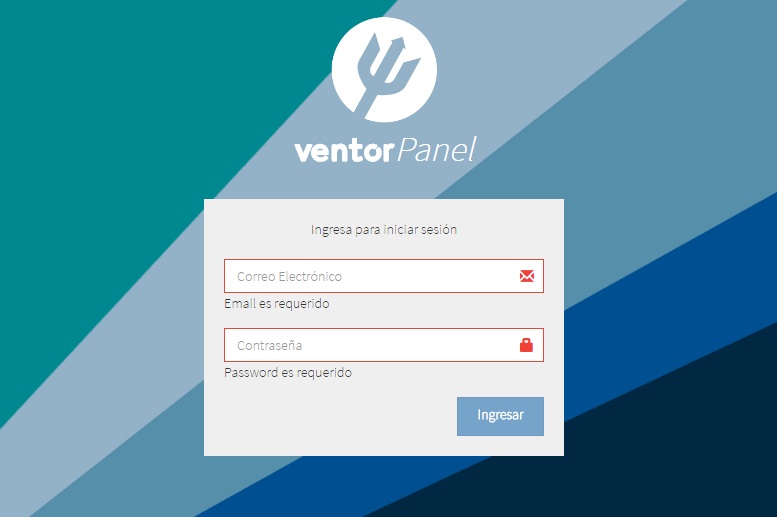 ventorPanel
Ingresa para iniciar sesión
Correo Electrónico
Email es requerido
Contraseña
Password es requerido
Ingresar